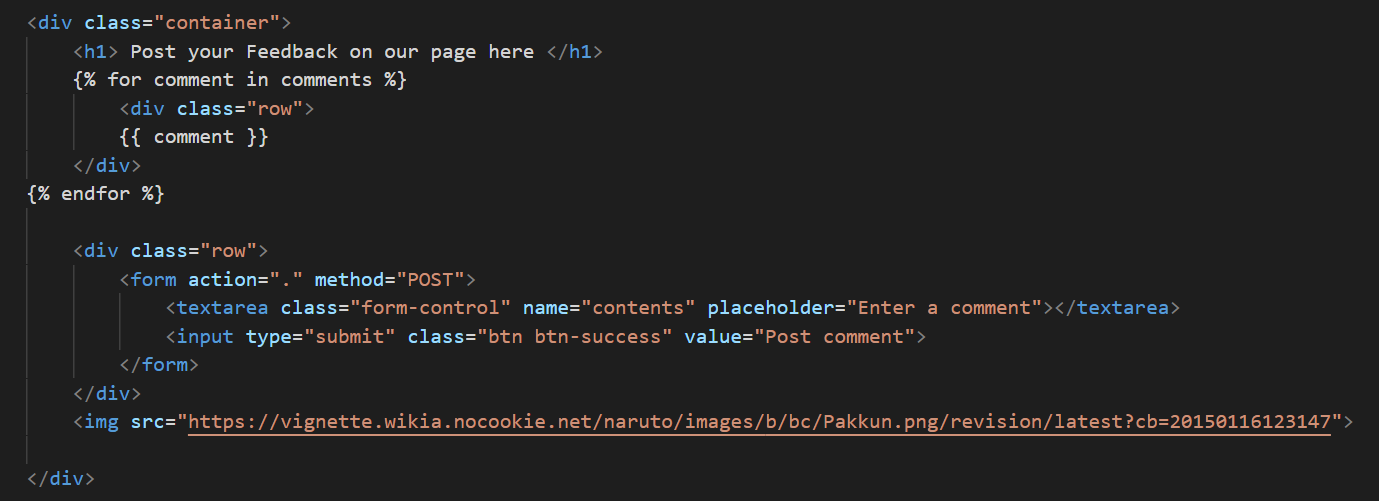 <div class="container">
    <h1> Post your Feedback on our page here </h1>
    {% for comment in comments %}
        <div class="row">
        {{ comment }}
    </div>
{% endfor %}
    <div class="row">
        <form action="." method="POST">
            <textarea class="form-control" name="contents" placeholder="Enter a comment"></textarea>
            <input type="submit" class="btn btn-success" value="Post comment">
        </form>
    </div>
    <img src="https://vignette.wikia.nocookie.net/naruto/images/b/bc/Pakkun.png/revision/latest?cb=20150116123147">
</div>